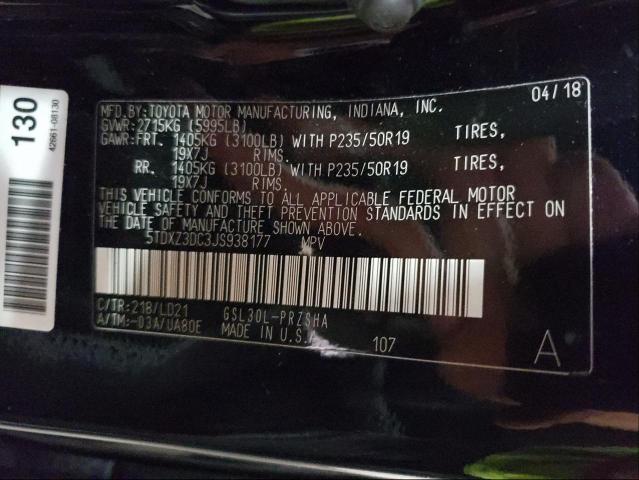 130
42661-08130
04/18
MFD.BY:TOYOTA MOTOR MANUFACTURING, INDIANA, INC.
GVWR:2715KG (5995LB)
GAWR:FRT. 1405KG (3100LB) WITH P235/50R19 TIRES,
19X7J RIMS.
RR. 1405KG (3100LB) WITH P235/50R19 TIRES,
19X7J RIMS.
THIS VEHICLE CONFORMS TO ALL APPLICABLE FEDERAL MOTOR
VEHICLE SAFETY AND THEFT PREVENTION STANDARDS IN EFFECT ON
THE DATE OF MANUFACTURE SHOWN ABOVE.
5TDXZ3DC3JS938177 MPV
C/TR:218/LD21 GSL30L-PRZSHA
A/TM:-03A/UA80E MADE IN U.S.A.
107
A